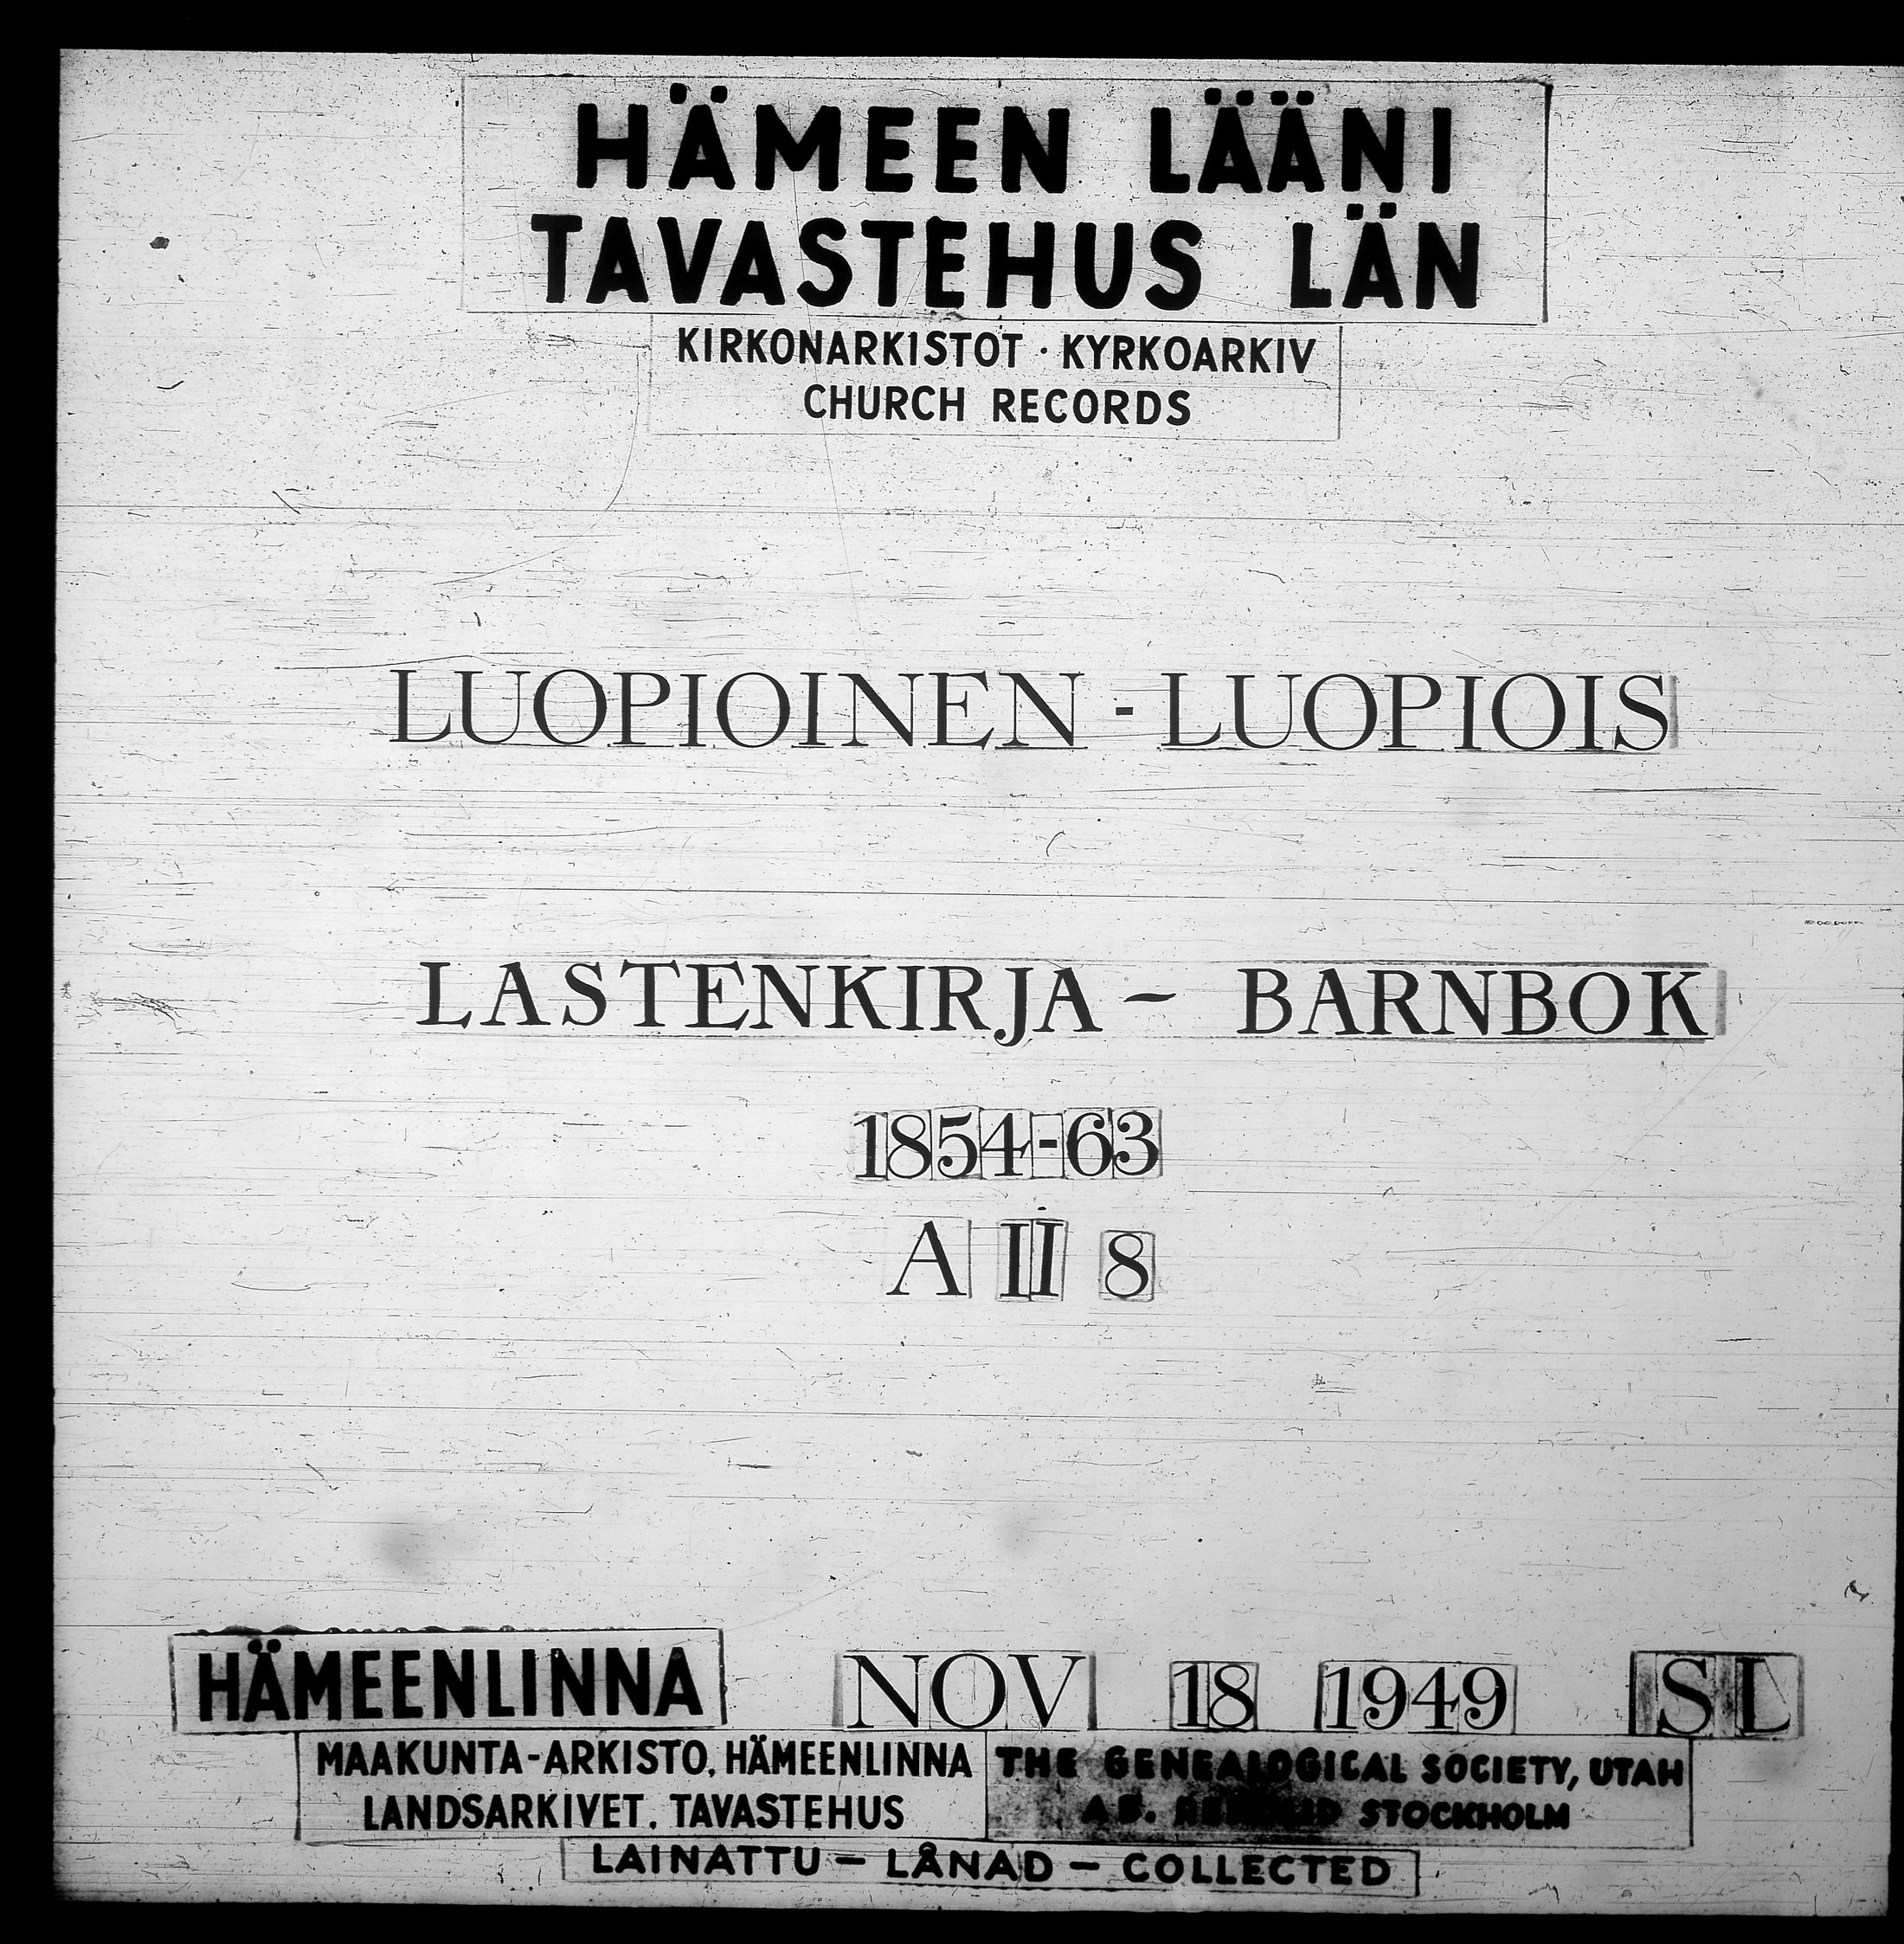 HÄMEEN LÄÄNI
TAVASTEHUS LÄN
KIRKONARKISTOT · KYRKOARKIV
CHURCH RECORDS
LUOPIOINEN - LUOPIOIS
LASTENKIRJA - BARNBOK
1854-63
A II 8
HÄMEENLINNA NOV 18 1949 SL
MAAKUNTA-ARKISTO, HÄMEENLINNA
LANDSARKIVET, TAVASTEHUS
THE GENEALOGICAL SOCIETY, UTAH
AB. STOCKHOLM
LAINATTU - LÅNAD - COLLECTED